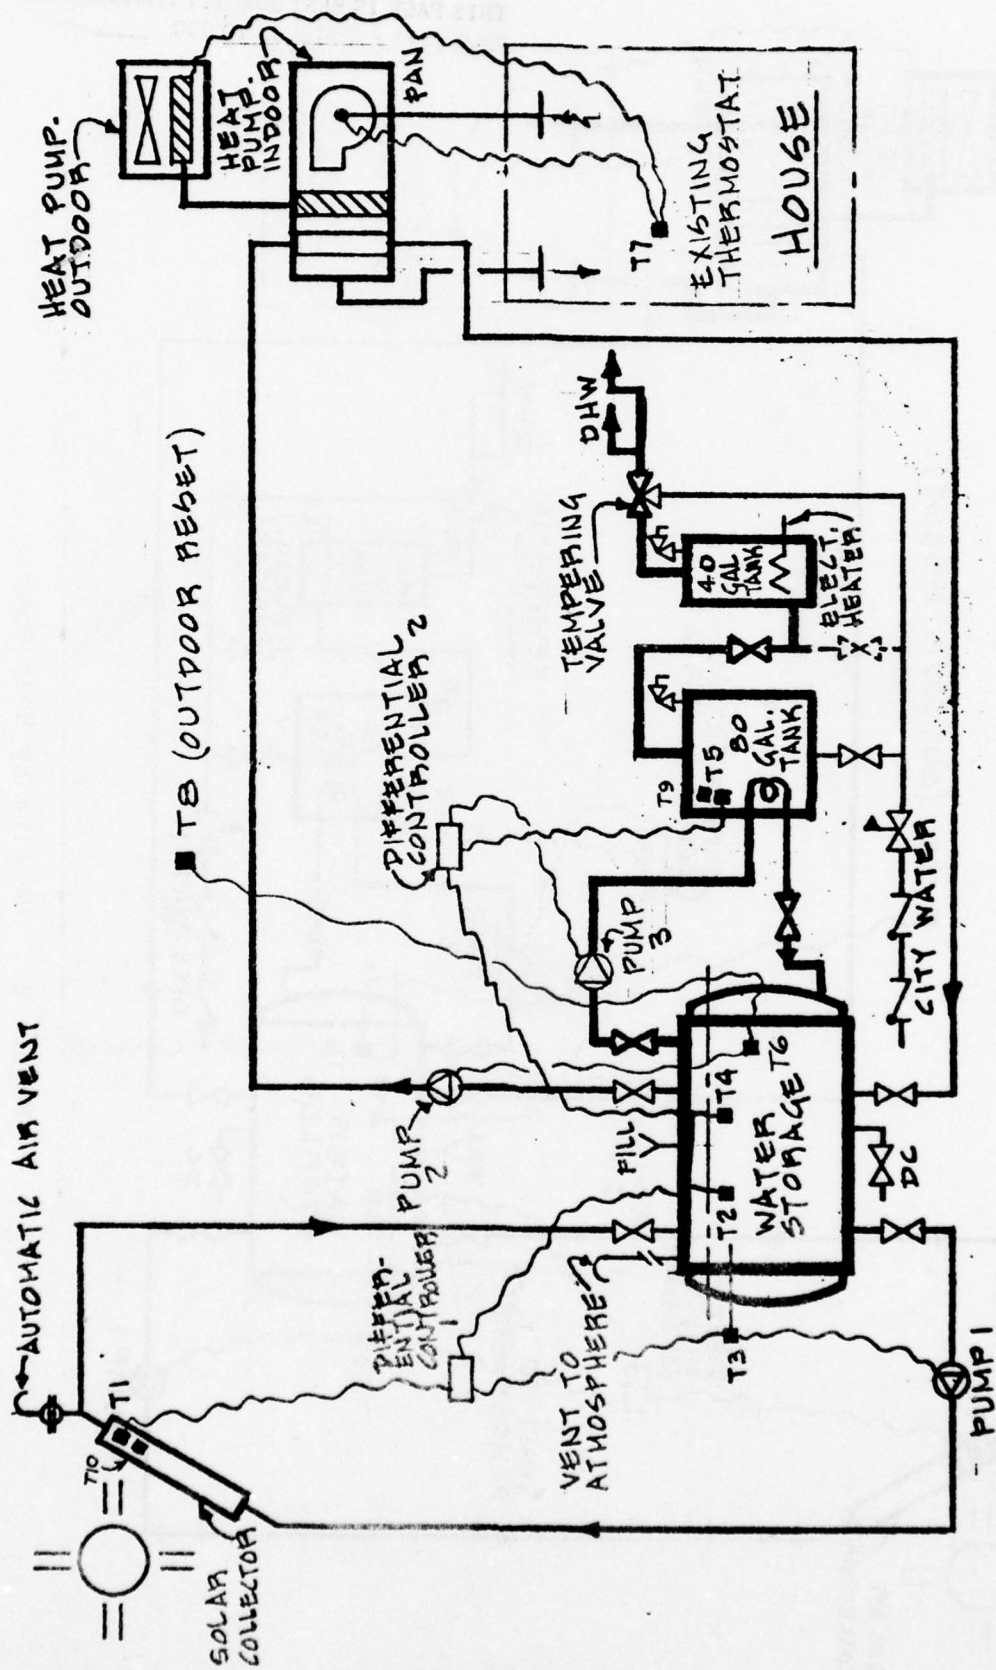 AUTOMATIC AIR VENT
T8 (OUTDOOR RESET)
HEAT PUMP.
OUTDOOR
HEAT
PUMP.
INDOOR
FAN
T10
T1
SOLAR
COLLECTOR
DIFFER-
ENTIAL
CONTROLLER
1
PUMP
2
DIFFERENTIAL
CONTROLLER 2
PUMP
3
TEMPERING
VALVE
DHW
T7
EXISTING
THERMOSTAT
HOUSE
VENT TO
ATMOSPHERE
FILL
T3
T2
T4
T6
WATER
STORAGE
T9
T5
80
GAL.
TANK
40
GAL
TANK
ELECT.
HEATER
CITY WATER
DC
PUMP 1